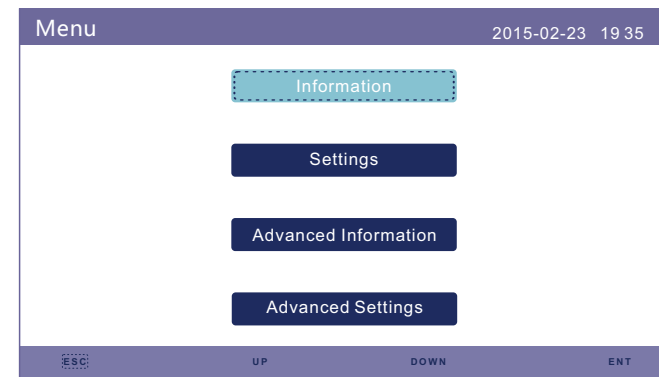 Menu
2015-02-23 19 35
Information
Settings
Advanced Information
Advanced Settings
ESC UP DOWN ENT